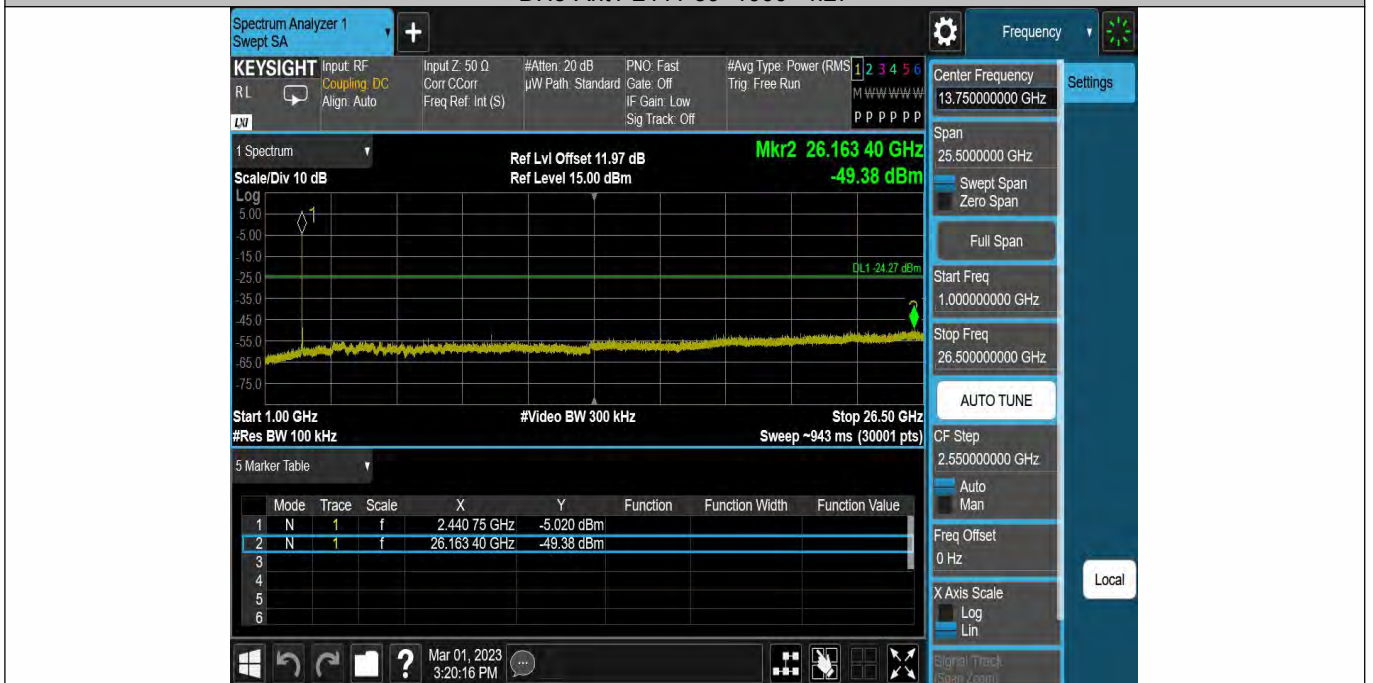 Spectrum Analyzer 1
Swept SA
+
Frequency
KEYSIGHT
RL
LXI
Input: RF
Coupling: DC
Align: Auto
Input Z: 50 Ω
Corr CCorr
Freq Ref: Int (S)
#Atten: 20 dB
µW Path: Standard
PNO: Fast
Gate: Off
IF Gain: Low
Sig Track: Off
#Avg Type: Power (RMS
Trig: Free Run
1 2 3 4 5 6
M W W W W W
P P P P P P
Center Frequency
13.750000000 GHz
Settings
Span
25.5000000 GHz
Swept Span
Zero Span
Full Span
Start Freq
1.000000000 GHz
Stop Freq
26.500000000 GHz
AUTO TUNE
CF Step
2.550000000 GHz
Auto
Man
Freq Offset
0 Hz
X Axis Scale
Log
Lin
Signal Track
(Span Zoom)
Local
1 Spectrum
Scale/Div 10 dB
Ref Lvl Offset 11.97 dB
Ref Level 15.00 dBm
Mkr2 26.163 40 GHz
-49.38 dBm
Log
5.00
-5.00
-15.0
-25.0
-35.0
-45.0
-55.0
-65.0
-75.0
1
DL1 -24.27 dBm
2
Start 1.00 GHz
#Video BW 300 kHz
Stop 26.50 GHz
#Res BW 100 kHz
Sweep ~943 ms (30001 pts)
5 Marker Table
Mode Trace Scale X Y Function Function Width Function Value
1 N 1 f 2.440 75 GHz -5.020 dBm
2 N 1 f 26.163 40 GHz -49.38 dBm
3
4
5
6
?
Mar 01, 2023
3:20:16 PM